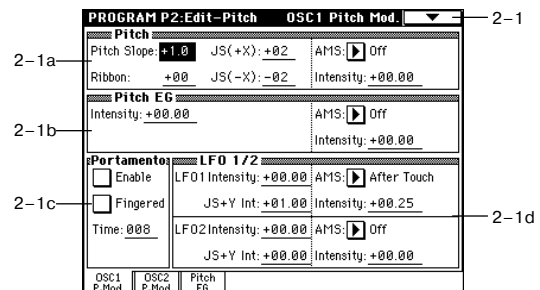 PROGRAM P2:Edit-Pitch OSC1 Pitch Mod.
2-1
Pitch
Pitch Slope: +1.0 JS(+X): +02 AMS: Off
2-1a
Ribbon: +00 JS(-X): -02 Intensity: +00.00
Pitch EG
Intensity: +00.00 AMS: Off
2-1b
Intensity: +00.00
Portamento LFO 1/2
Enable LFO1 Intensity: +00.00 AMS: After Touch
2-1c
Fingered JS+Y Int: +01.00 Intensity: +00.25
2-1d
Time: 008 LFO2 Intensity: +00.00 AMS: Off
JS+Y Int: +00.00 Intensity: +00.00
OSC1 P.Mod OSC2 P.Mod Pitch EG